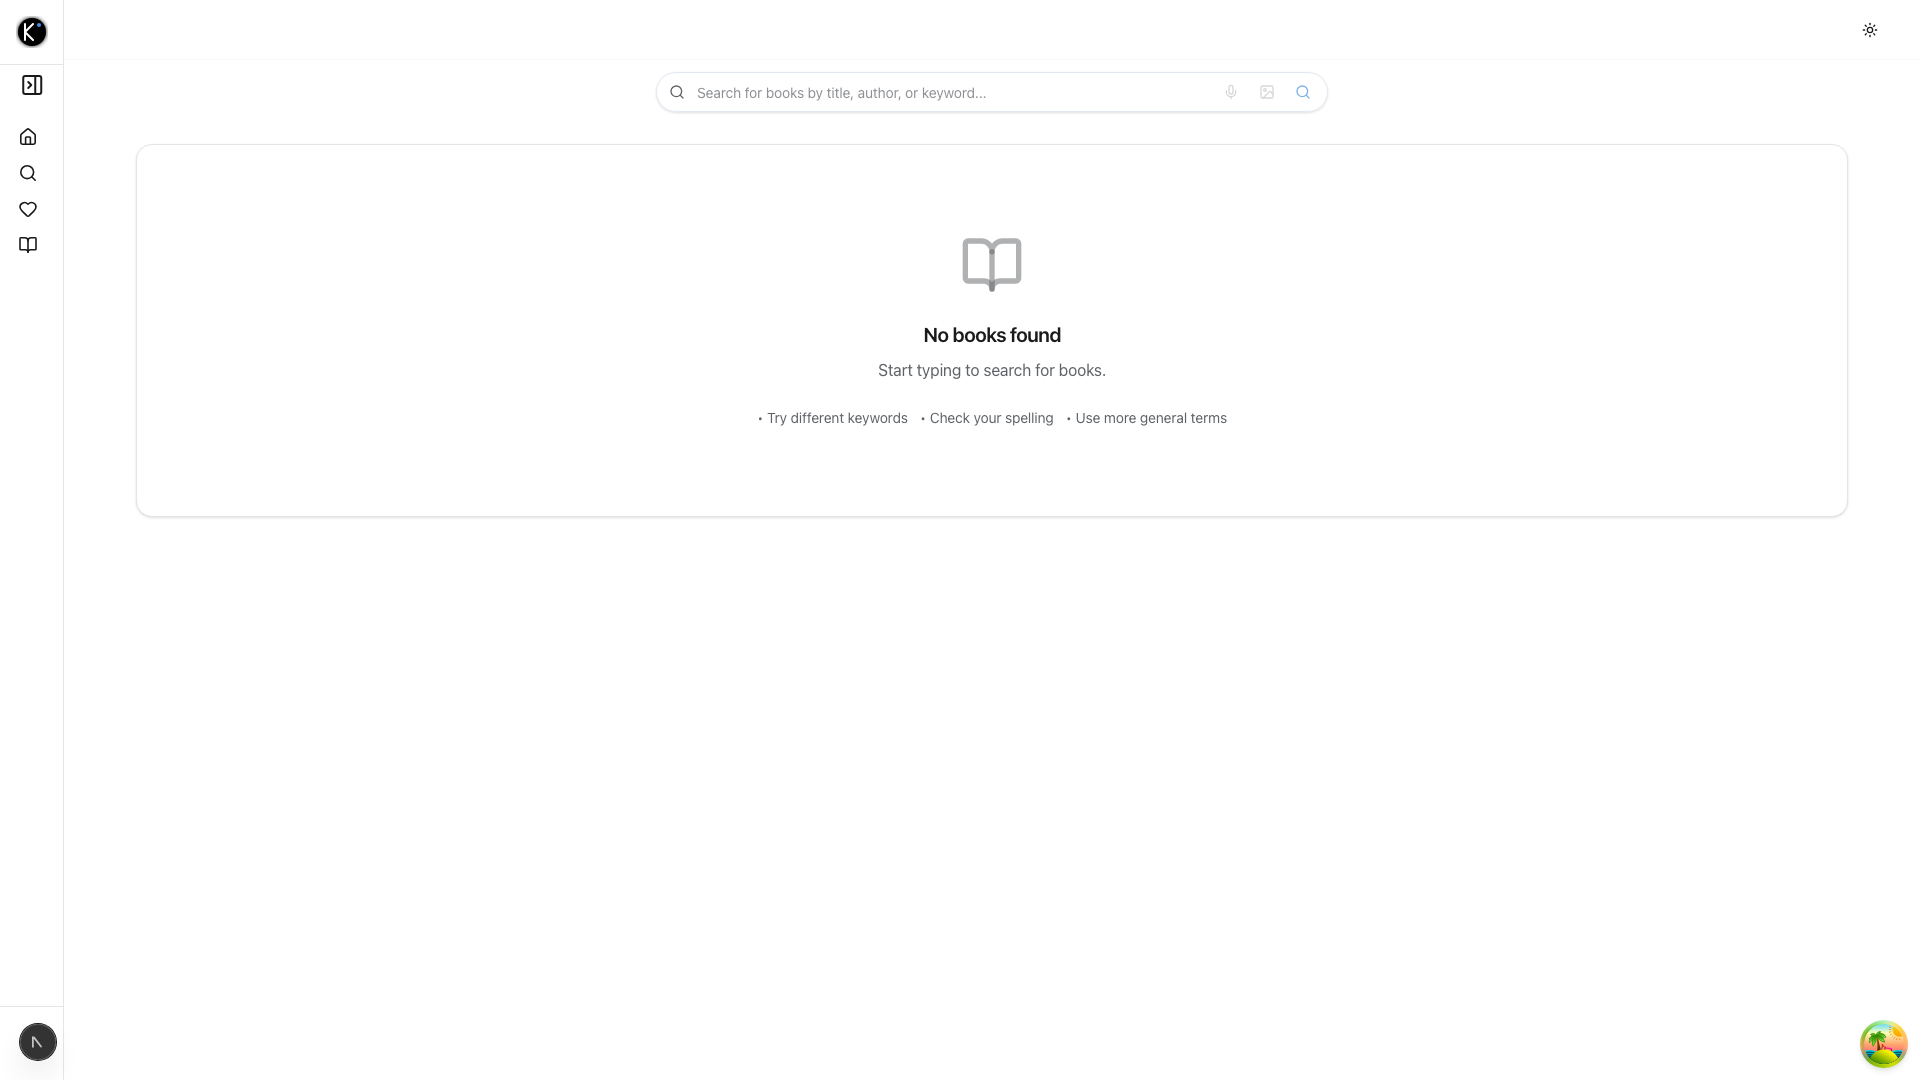 K
Search for books by title, author, or keyword...
No books found
Start typing to search for books.
• Try different keywords • Check your spelling • Use more general terms
N